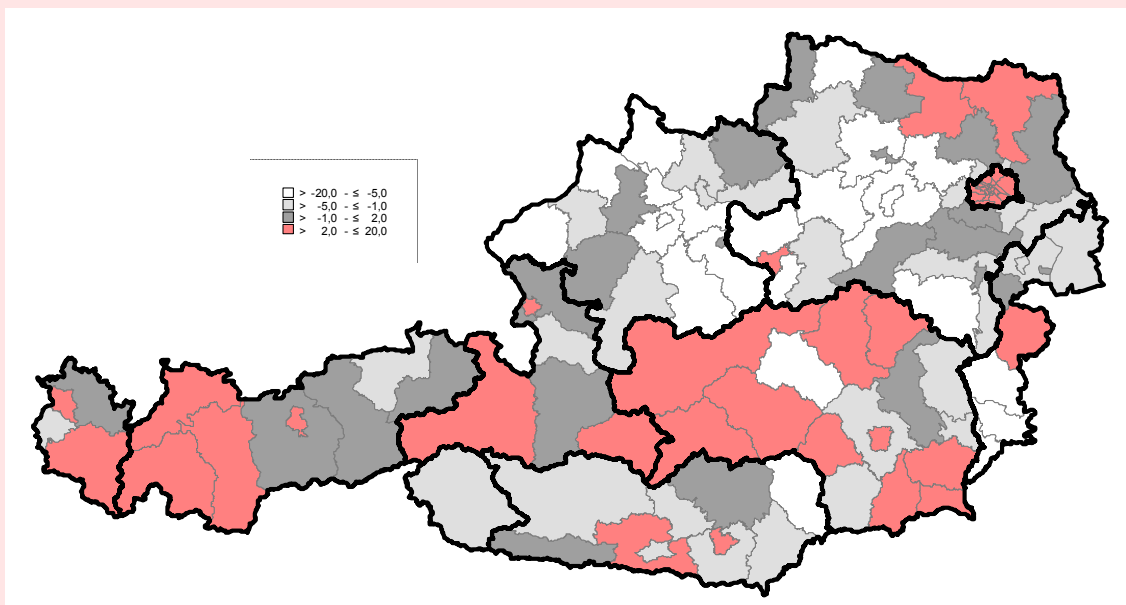 > -20,0 - ≤ -5,0
> -5,0 - ≤ -1,0
> -1,0 - ≤ 2,0
> 2,0 - ≤ 20,0